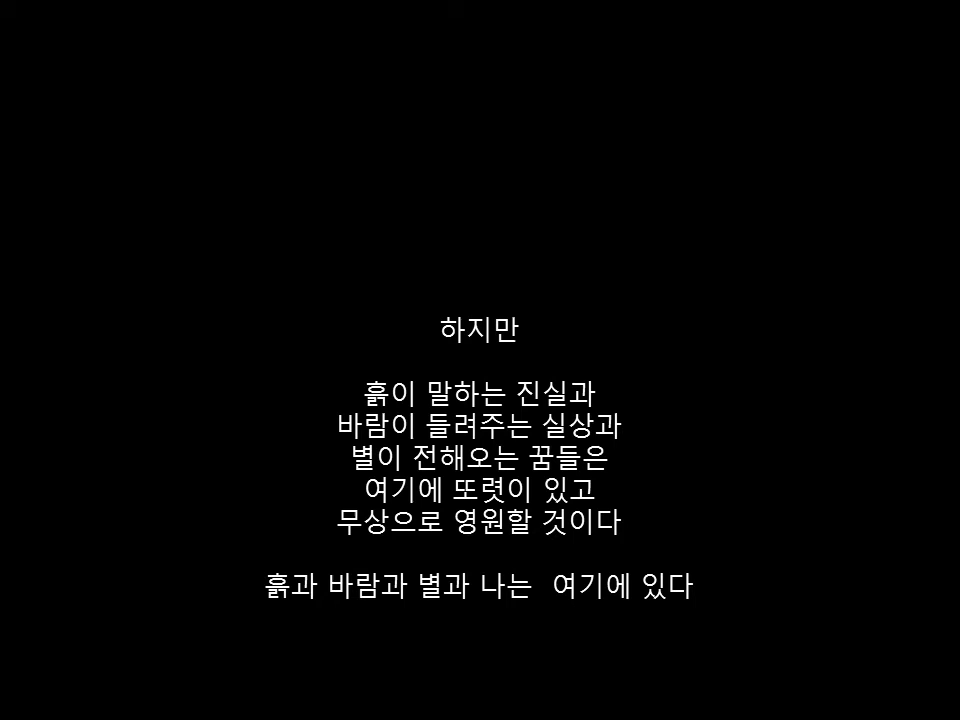 하지만
흙이 말하는 진실과
바람이 들려주는 실상과
별이 전해오는 꿈들은
여기에 또렷이 있고
무상으로 영원할 것이다
흙과 바람과 별과 나는 여기에 있다